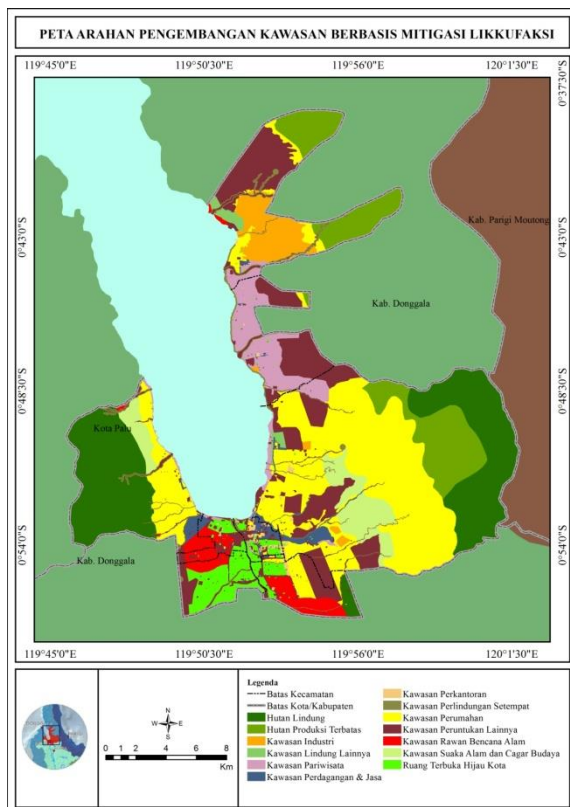 PETA ARAHAN PENGEMBANGAN KAWASAN BERBASIS MITIGASI LIKKUFAKSI
119°45'0"E 119°50'30"E 119°56'0"E 120°1'30"E
0°37'30"S
0°43'0"S 0°43'0"S
Kab. Parigi Moutong
Kab. Donggala
0°48'30"S 0°48'30"S
Kota Palu
0°54'0"S 0°54'0"S
Kab. Donggala
119°45'0"E 119°50'30"E 119°56'0"E 120°1'30"E
N
W E
S
0 1 2 4 6 8
Km
Legenda
Batas Kecamatan
Batas Kota/Kabupaten
Hutan Lindung
Hutan Produksi Terbatas
Kawasan Industri
Kawasan Lindung Lainnya
Kawasan Pariwisata
Kawasan Perdagangan & Jasa
Kawasan Perkantoran
Kawasan Perlindungan Setempat
Kawasan Perumahan
Kawasan Peruntukan Lainnya
Kawasan Rawan Bencana Alam
Kawasan Suaka Alam dan Cagar Budaya
Ruang Terbuka Hijau Kota